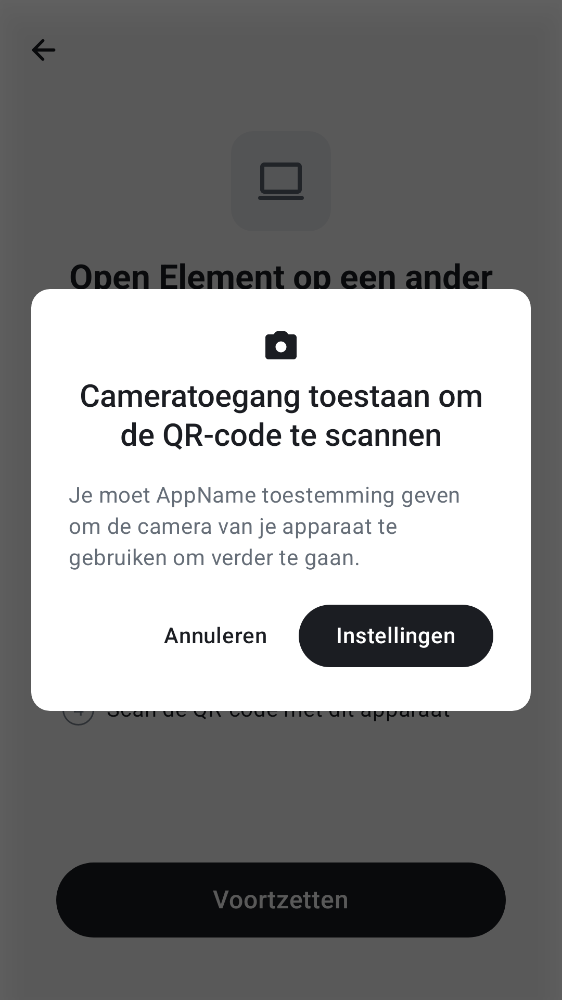 Open Element op een ander
Cameratoegang toestaan om
de QR-code te scannen
Je moet AppName toestemming geven
om de camera van je apparaat te
gebruiken om verder te gaan.
Annuleren
Instellingen
4 Scan de QR-code met dit apparaat
Voortzetten